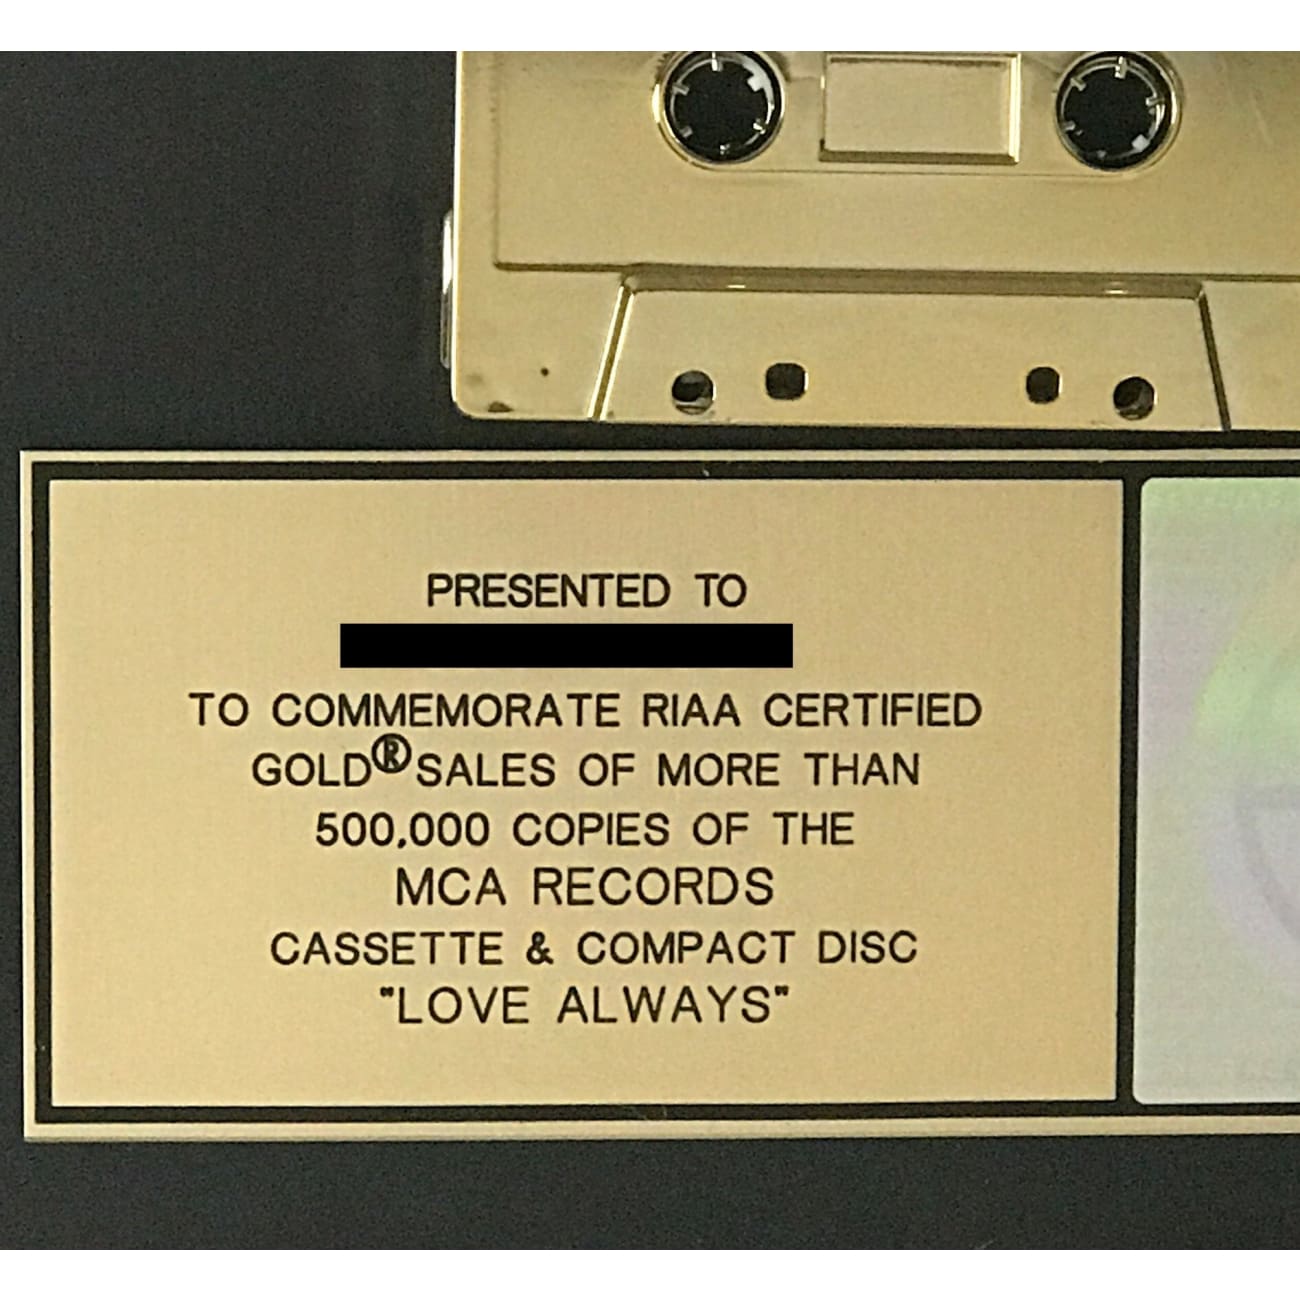 PRESENTED TO
TO COMMEMORATE RIAA CERTIFIED
GOLD® SALES OF MORE THAN
500,000 COPIES OF THE
MCA RECORDS
CASSETTE & COMPACT DISC
"LOVE ALWAYS"